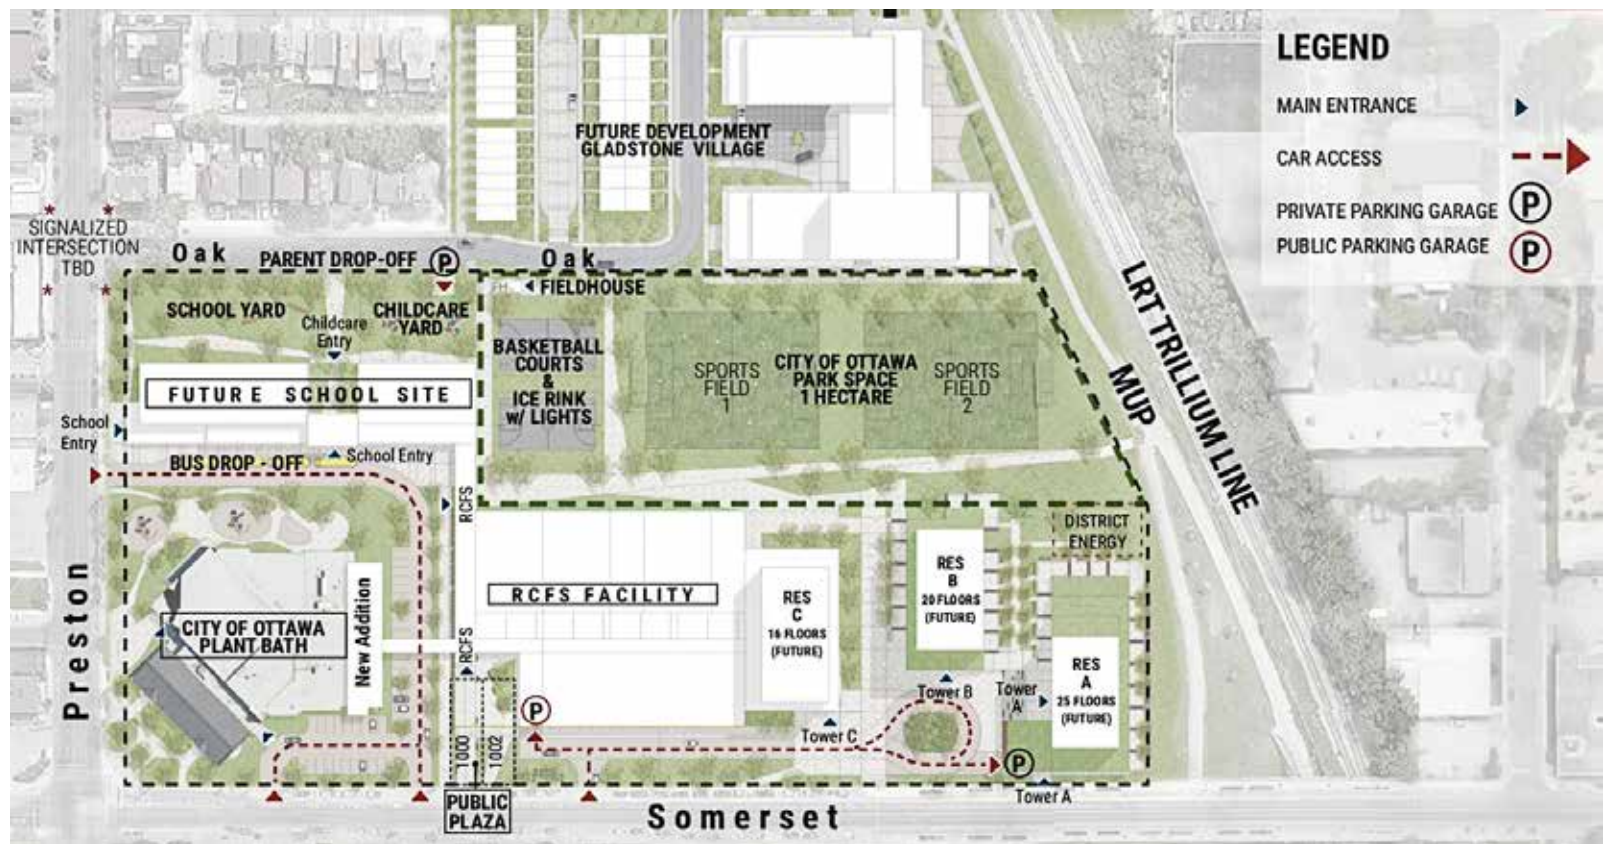 LEGEND
MAIN ENTRANCE
CAR ACCESS
PRIVATE PARKING GARAGE P
PUBLIC PARKING GARAGE P
FUTURE DEVELOPMENT
GLADSTONE VILLAGE
* *
SIGNALIZED
INTERSECTION
TBD
* *
Oak
PARENT DROP-OFF P
Oak
FH
FIELDHOUSE
SCHOOL YARD
CHILDCARE
YARD
Childcare
Entry
BASKETBALL
COURTS
&
ICE RINK
w/ LIGHTS
SPORTS
FIELD
1
CITY OF OTTAWA
PARK SPACE
1 HECTARE
SPORTS
FIELD
2
LRT TRILLIUM LINE
MUP
FUTURE SCHOOL SITE
School
Entry
School Entry
BUS DROP - OFF
RCFS
DISTRICT
ENERGY
RCFS FACILITY
RES
C
16 FLOORS
(FUTURE)
RES
B
20 FLOORS
(FUTURE)
RES
A
25 FLOORS
(FUTURE)
Preston
CITY OF OTTAWA
PLANT BATH
New Addition
RCFS
Tower B
Tower
A
Tower C
P
P
1000
1002
PUBLIC
PLAZA
Somerset
Tower A